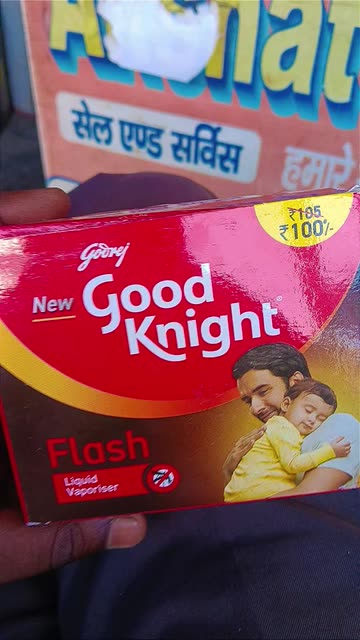 सेल एण्ड सर्विस
हमारे
Godrej
₹105
₹100/-
New
Good
Knight
Flash
Liquid
Vaporiser